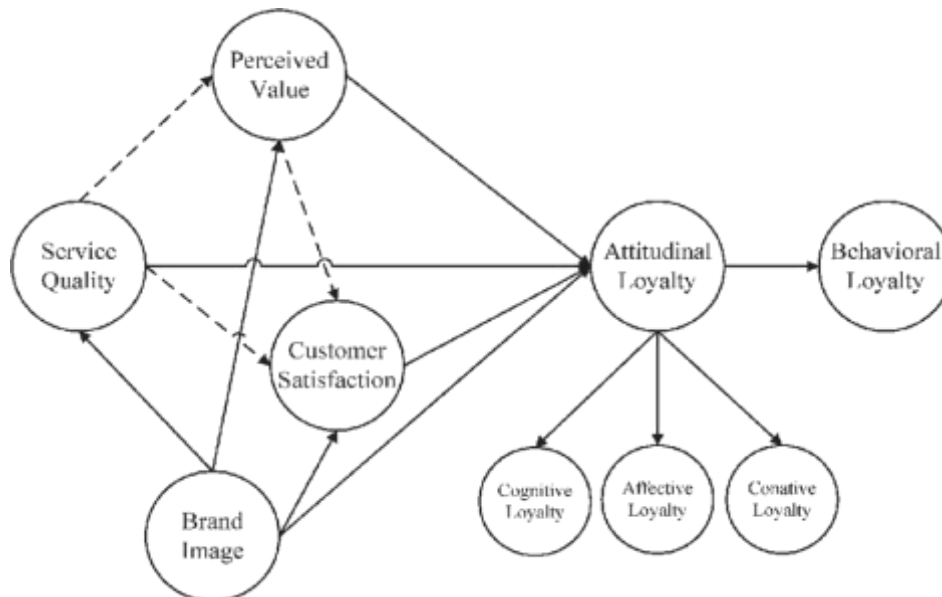 Perceived
Value
Service
Quality
Attitudinal
Loyalty
Behavioral
Loyalty
Customer
Satisfaction
Cognitive
Loyalty
Affective
Loyalty
Conative
Loyalty
Brand
Image